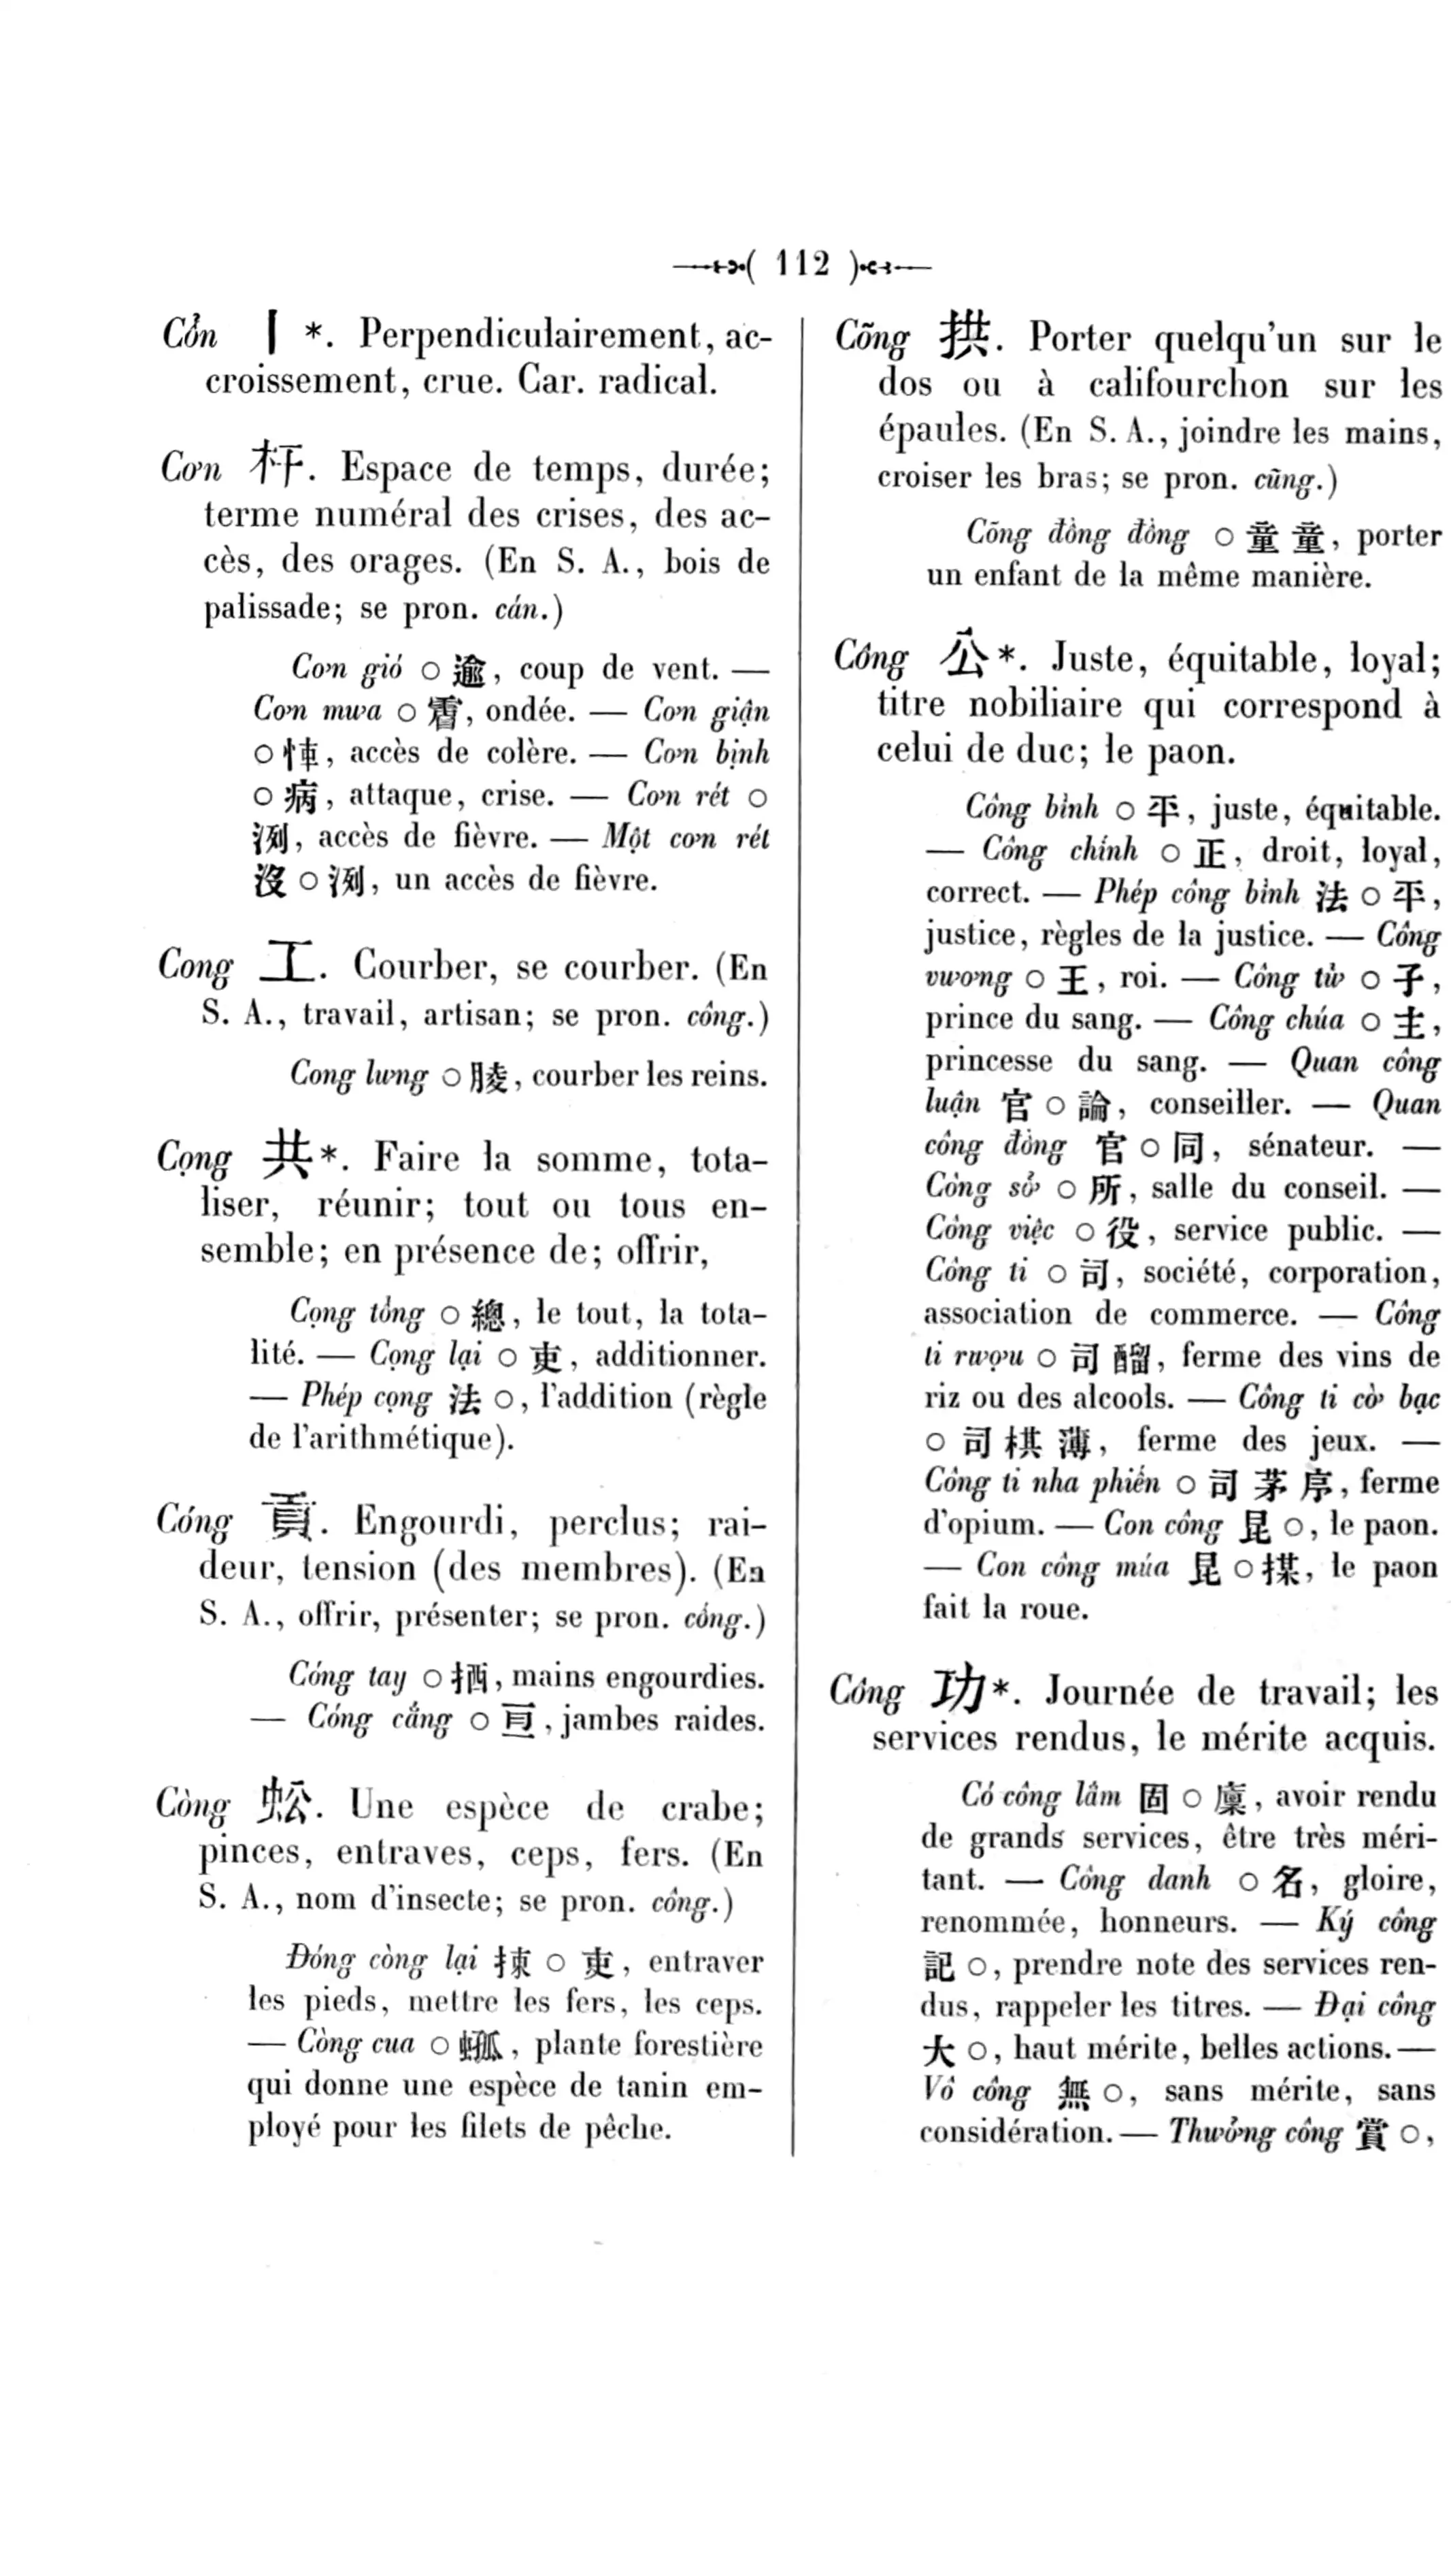 ( 112 )
Cổn 丨 *. Perpendiculairement, ac-
croissement, crue. Car. radical.
Cơn 杆. Espace de temps, durée;
terme numéral des crises, des ac-
cès, des orages. (En S. A., bois de
palissade; se pron. cán.)
Cơn gió ○, coup de vent. —
Cơn mưa ○, ondée. — Cơn giận
○, accès de colère. — Cơn bịnh
○ 病, attaque, crise. — Cơn rét ○
洌, accès de fièvre. — Một cơn rét
沒 ○ 洌, un accès de fièvre.
Cong 工. Courber, se courber. (En
S. A., travail, artisan; se pron. công.)
Cong lưng ○, courber les reins.
Cọng 共 *. Faire la somme, tota-
liser, réunir; tout ou tous en-
semble; en présence de; offrir,
Cọng tổng ○ 總, le tout, la tota-
lité. — Cọng lại ○ 吏, additionner.
— Phép cọng 法 ○, l'addition (règle
de l'arithmétique).
Cóng 貢. Engourdi, perclus; rai-
deur, tension (des membres). (En
S. A., offrir, présenter; se pron. cống.)
Cóng tay ○, mains engourdies.
— Cóng cẳng ○, jambes raides.
Còng 蚣. Une espèce de crabe;
pinces, entraves, ceps, fers. (En
S. A., nom d'insecte; se pron. công.)
Đóng còng lại 揀 ○ 吏, entraver
les pieds, mettre les fers, les ceps.
— Còng cua ○, plante forestière
qui donne une espèce de tanin em-
ployé pour les filets de pêche.
Cõng 拱. Porter quelqu'un sur le
dos ou à califourchon sur les
épaules. (En S. A., joindre les mains,
croiser les bras; se pron. cũng.)
Cõng đồng đồng ○ 童 童, porter
un enfant de la même manière.
Công 公 *. Juste, équitable, loyal;
titre nobiliaire qui correspond à
celui de duc; le paon.
Công bình ○ 平, juste, équitable.
— Công chính ○ 正, droit, loyal,
correct. — Phép công bình 法 ○ 平,
justice, règles de la justice. — Công
vương ○ 王, roi. — Công tử ○ 子,
prince du sang. — Công chúa ○ 主,
princesse du sang. — Quan công
luận 官 ○ 論, conseiller. — Quan
công đồng 官 ○ 同, sénateur. —
Công sở ○ 所, salle du conseil. —
Công việc ○ 役, service public. —
Công ti ○ 司, société, corporation,
association de commerce. — Công
ti rượu ○ 司, ferme des vins de
riz ou des alcools. — Công ti cờ bạc
○ 司 棋 薄, ferme des jeux. —
Công ti nha phiến ○ 司 茅, ferme
d'opium. — Con công 昆 ○, le paon.
— Con công múa 昆 ○, le paon
fait la roue.
Công 功 *. Journée de travail; les
services rendus, le mérite acquis.
Có công lắm 固 ○ 廩, avoir rendu
de grands services, être très méri-
tant. — Công danh ○ 名, gloire,
renommée, honneurs. — Ký công
記 ○, prendre note des services ren-
dus, rappeler les titres. — Đại công
大 ○, haut mérite, belles actions. —
Vô công 無 ○, sans mérite, sans
considération. — Thưởng công 賞 ○,